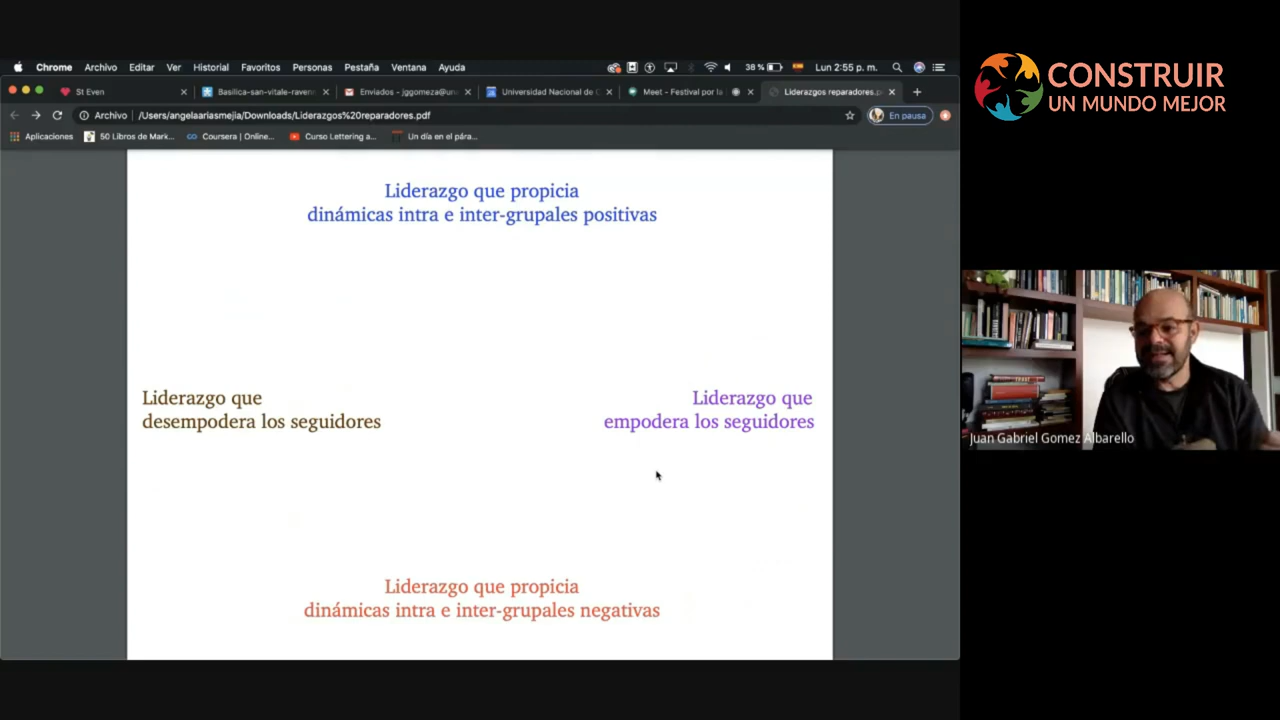 Chrome Archivo Editar Ver Historial Favoritos Personas Pestaña Ventana Ayuda 38 % Lun 2:55 p. m.
St Even Basilica-san-vitale-raven Enviados - jggomeza@un Universidad Nacional de C Meet - Festival por la Liderazgos reparadores.p
Archivo /Users/angelaariasmejia/Downloads/Liderazgos%20reparadores.pdf En pausa
Aplicaciones 50 Libros de Mark... Coursera | Online... Curso Lettering a... Un día en el pára...
CONSTRUIR
UN MUNDO MEJOR
Liderazgo que propicia
dinámicas intra e inter-grupales positivas
Liderazgo que
desempodera los seguidores
Liderazgo que
empodera los seguidores
Juan Gabriel Gomez Albarello
Liderazgo que propicia
dinámicas intra e inter-grupales negativas